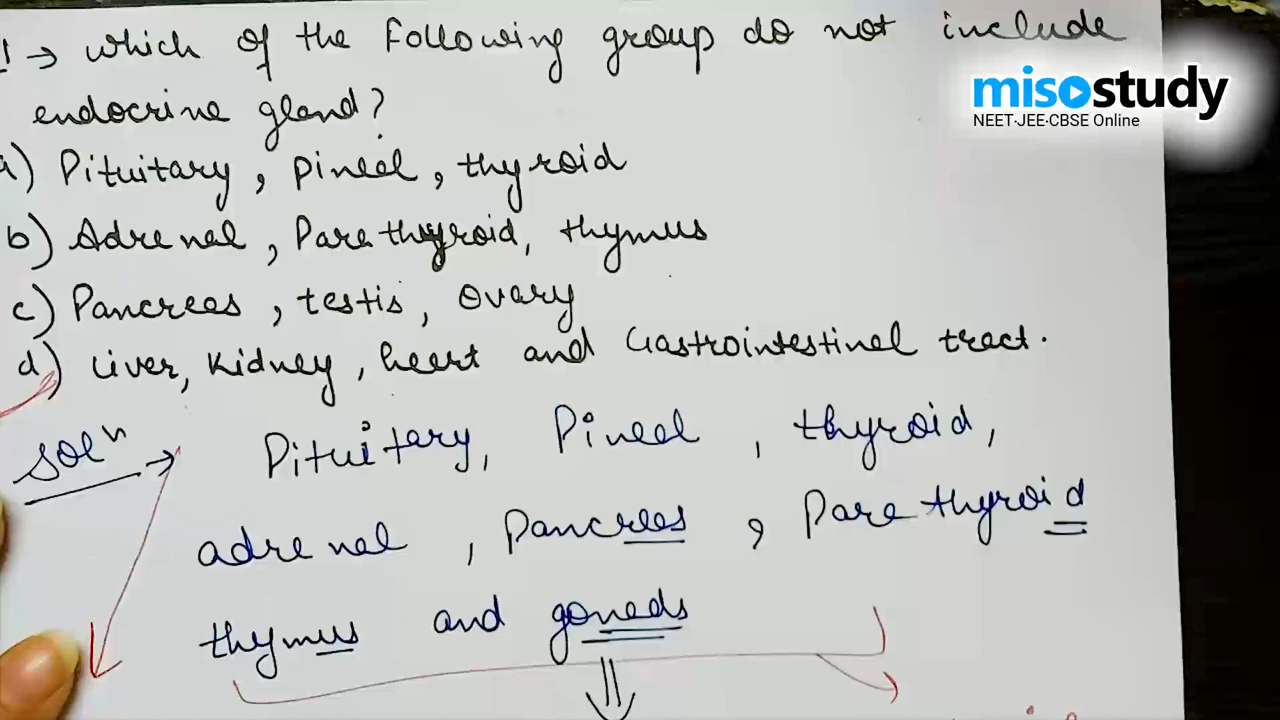 1 → which of the following group do not include
endocrine gland?
a) Pituitary, Pineal, thyroid
b) Adrenal, Parathyroid, thymus
c) Pancreas, testis, ovary
d) Liver, Kidney, heart and Gastrointestinal tract.
Solⁿ → Pituitary, Pineal, thyroid,
adrenal, Pancreas, Parathyroid
thymus and gonads
misostudy
NEET·JEE·CBSE Online